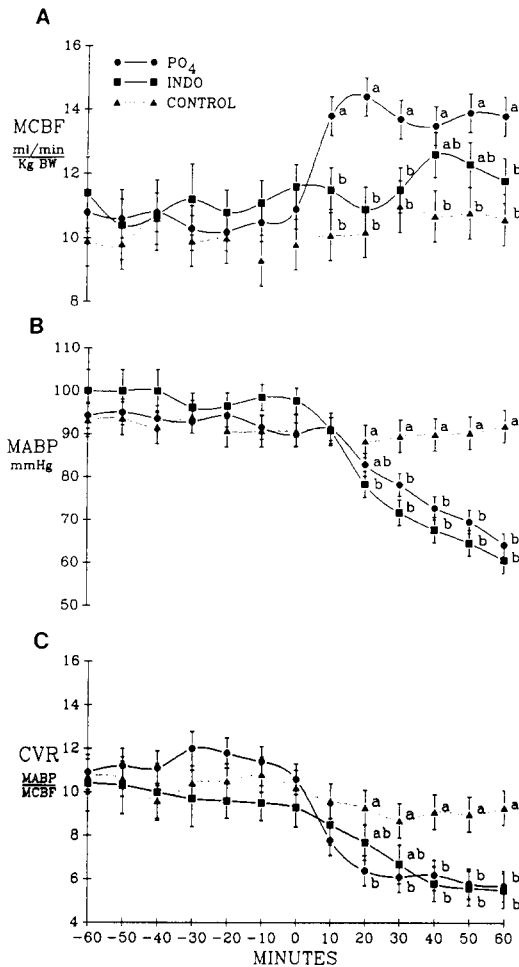 A
16
14
12
10
8
MCBF
ml/min
Kg BW
PO4
INDO
CONTROL
a a a a a a
b b b ab b b
b b b b b b
B
110
100
90
80
70
60
50
MABP
mmHg
a a a a a
ab b b b b
b b b b b
C
16
14
12
10
8
6
4
CVR
MABP
MCBF
a a a a a
ab ab b b b
b b b b b
-60 -50 -40 -30 -20 -10 0 10 20 30 40 50 60
MINUTES